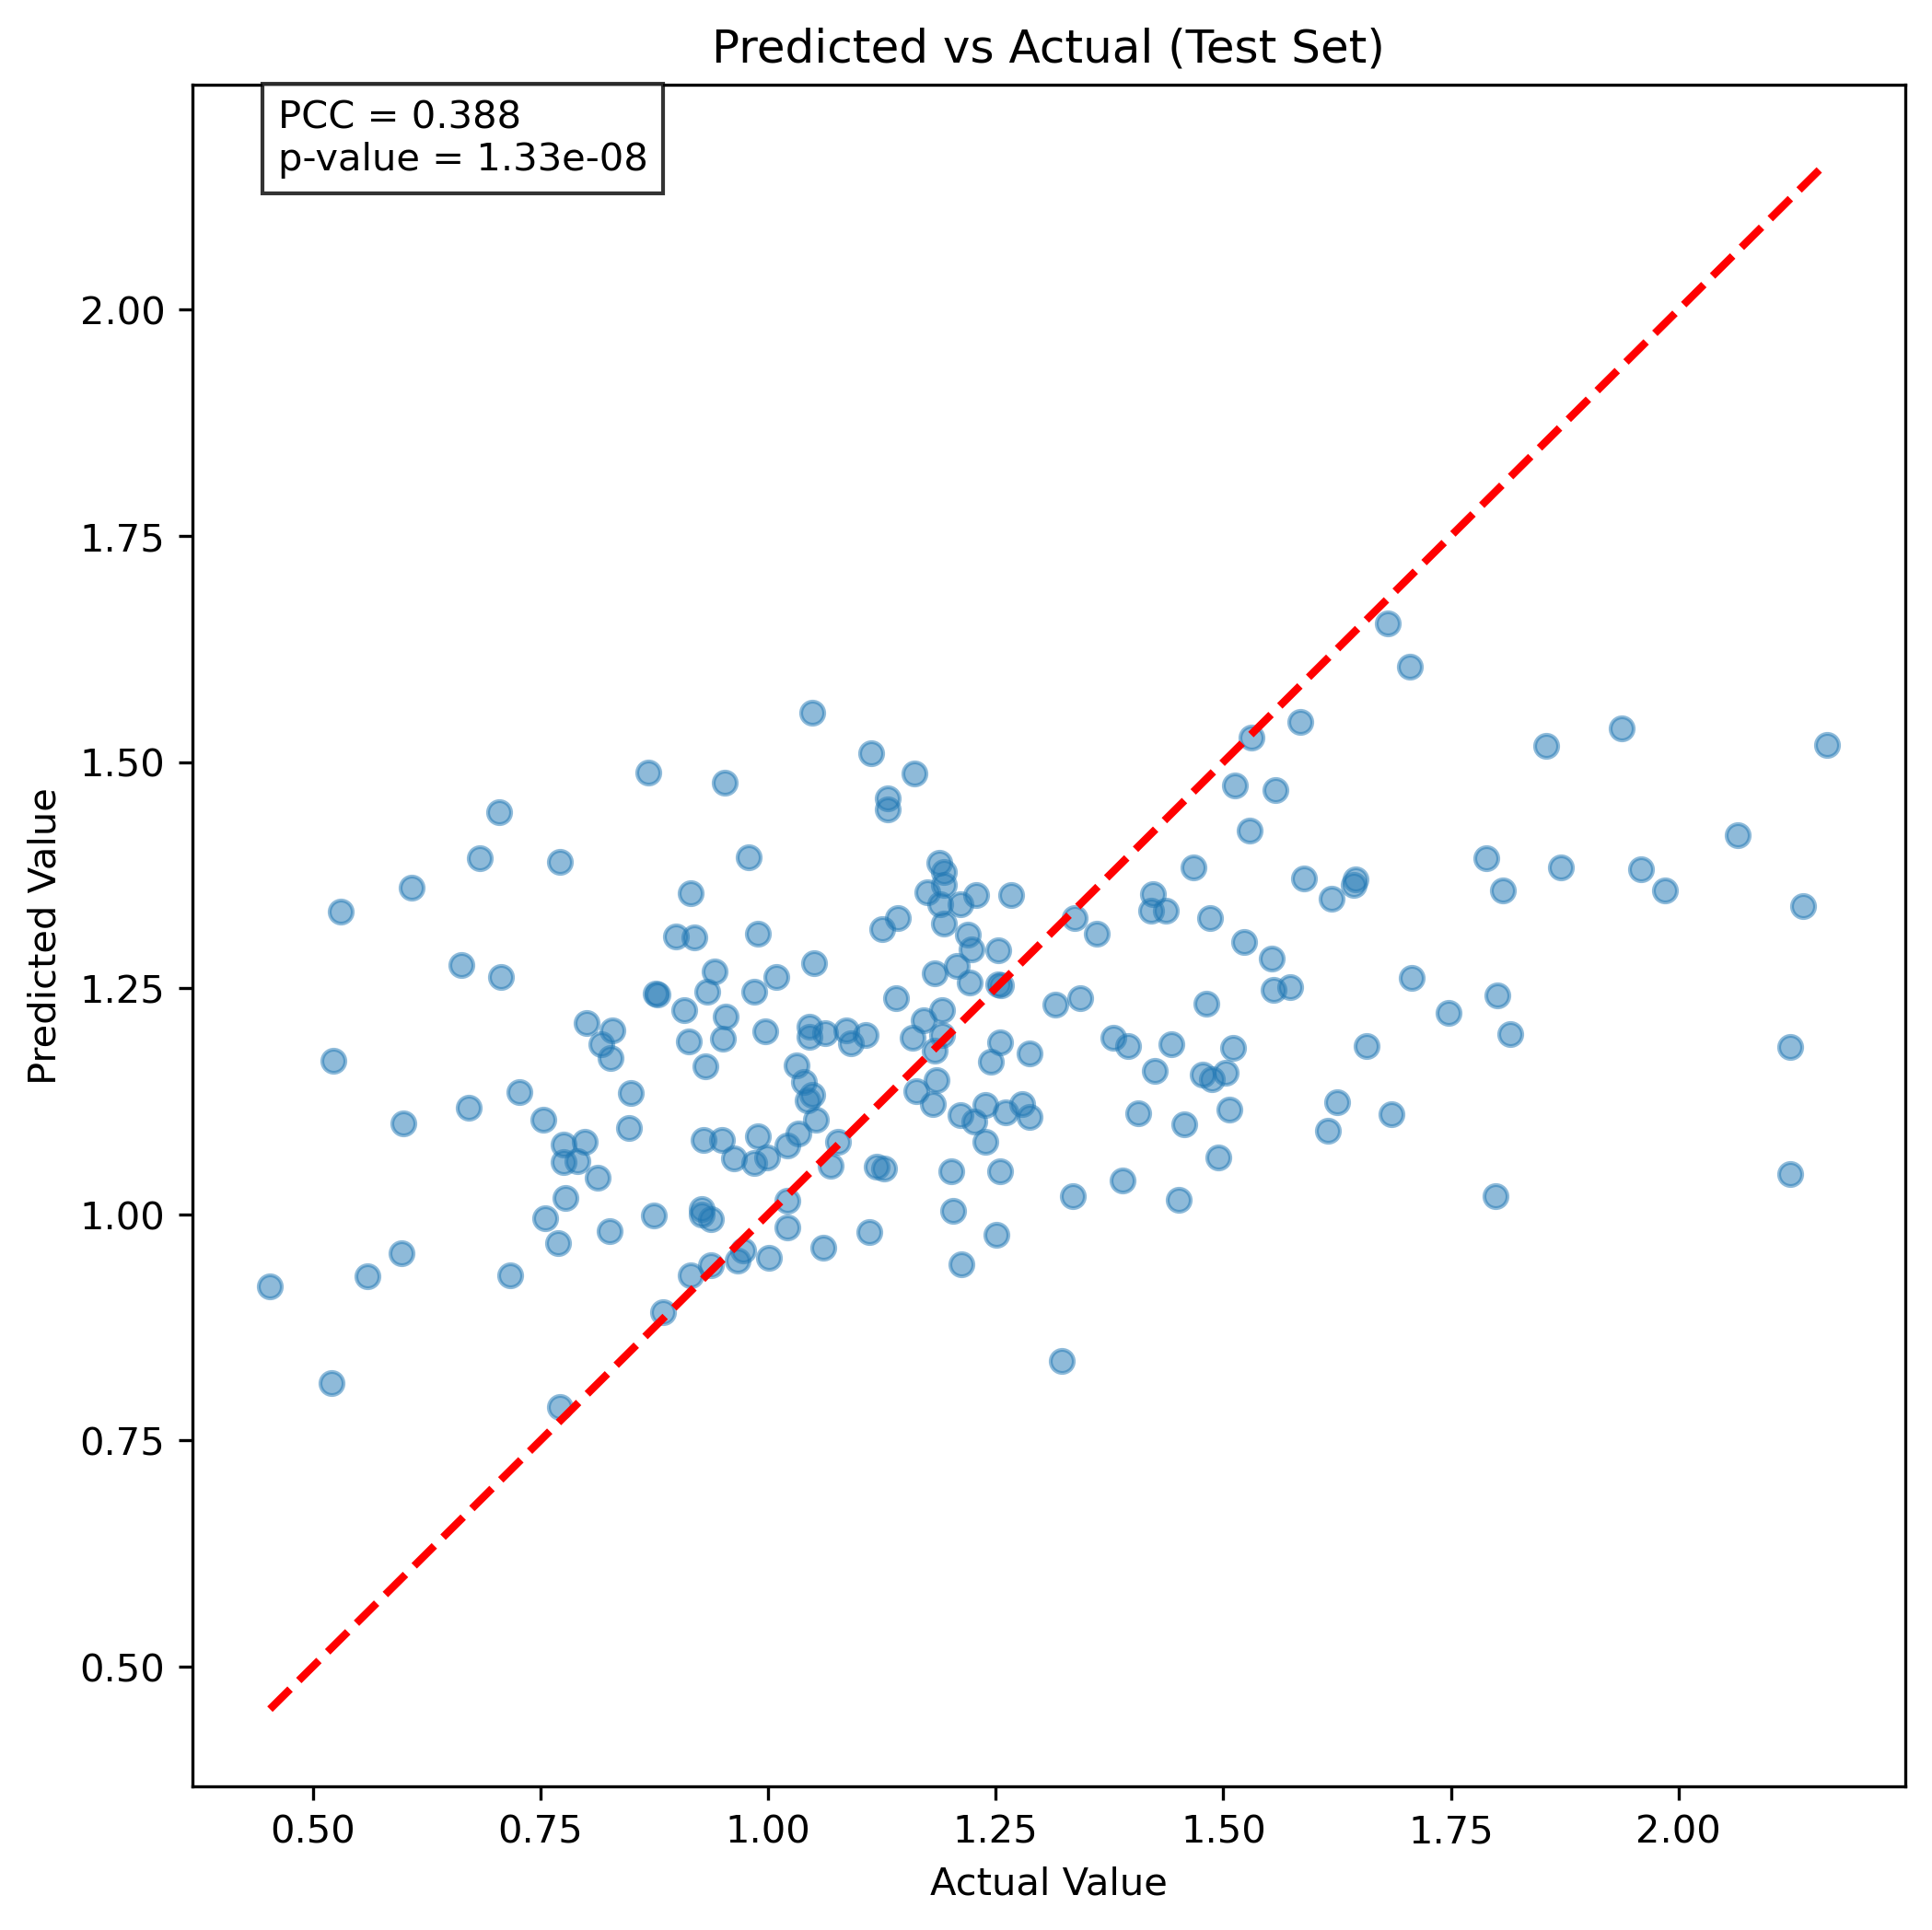 Predicted vs Actual (Test Set)
PCC = 0.388
p-value = 1.33e-08
2.00
1.75
1.50
1.25
1.00
0.75
0.50
Predicted Value
0.50 0.75 1.00 1.25 1.50 1.75 2.00
Actual Value